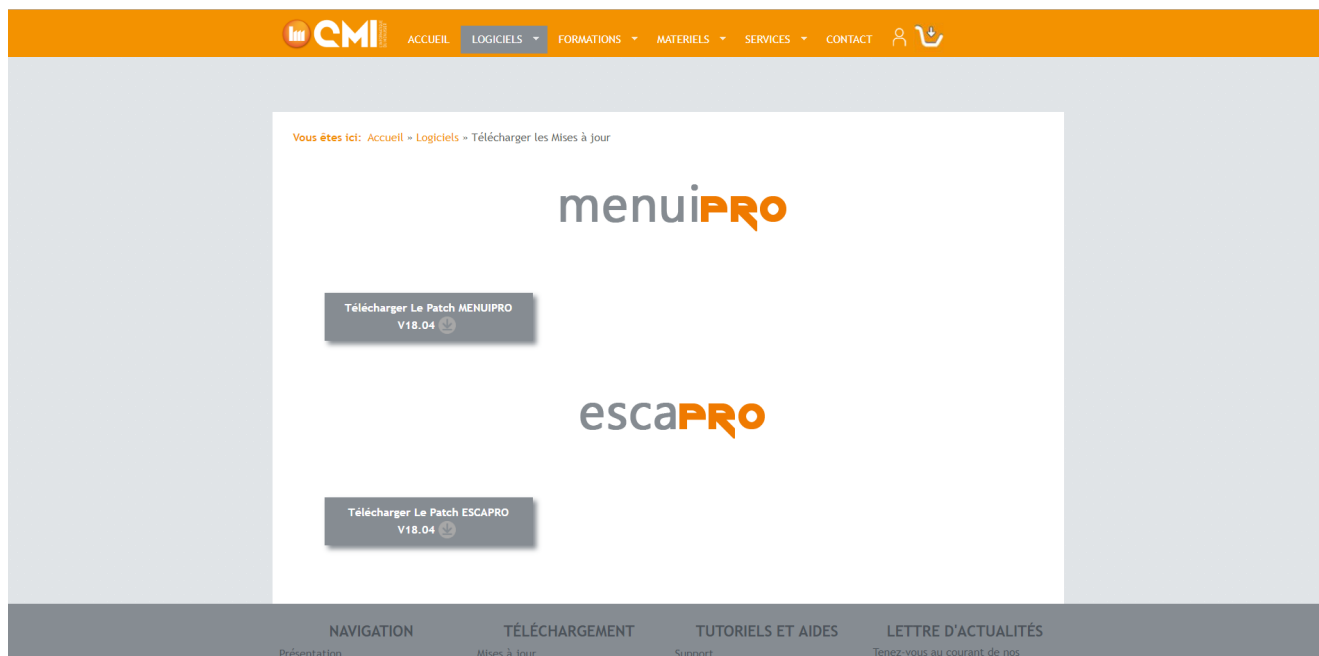 CMI
ACCUEIL LOGICIELS FORMATIONS MATERIELS SERVICES CONTACT
Vous êtes ici: Accueil » Logiciels » Télécharger les Mises à jour
menuiPRO
Télécharger Le Patch MENUIPRO
V18.04
escaPRO
Télécharger Le Patch ESCAPRO
V18.04
NAVIGATION TÉLÉCHARGEMENT TUTORIELS ET AIDES LETTRE D'ACTUALITÉS
Présentation Mises à jour Support Tenez-vous au courant de nos